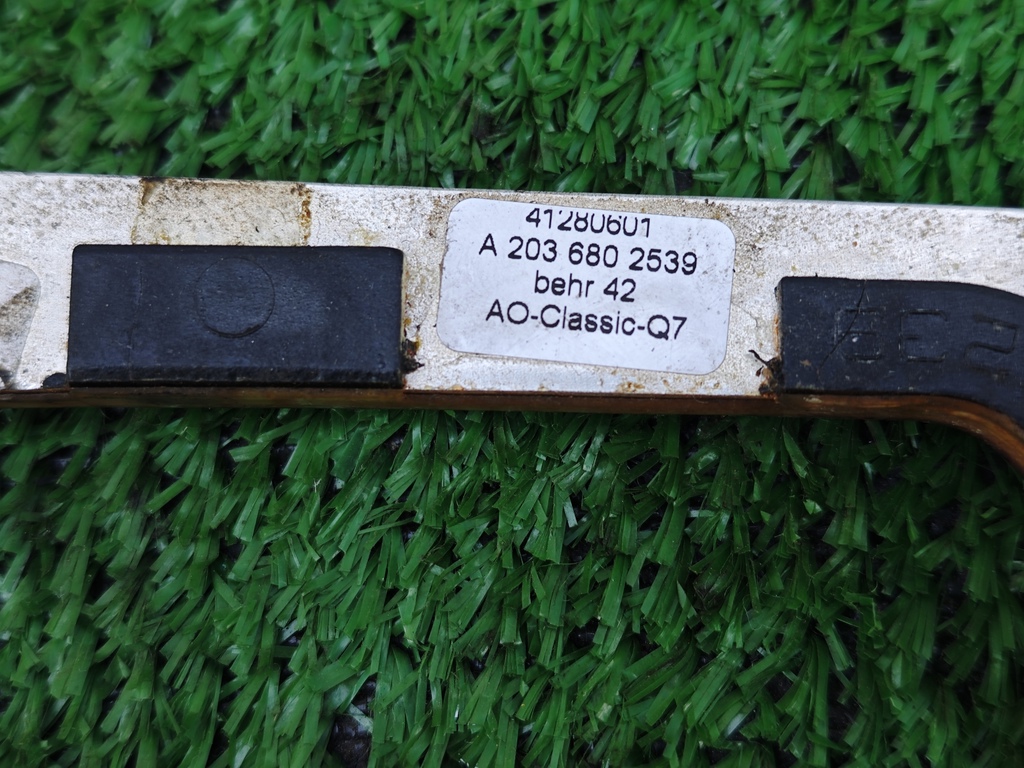 41280601
A 203 680 2539
behr 42
AO-Classic-Q7